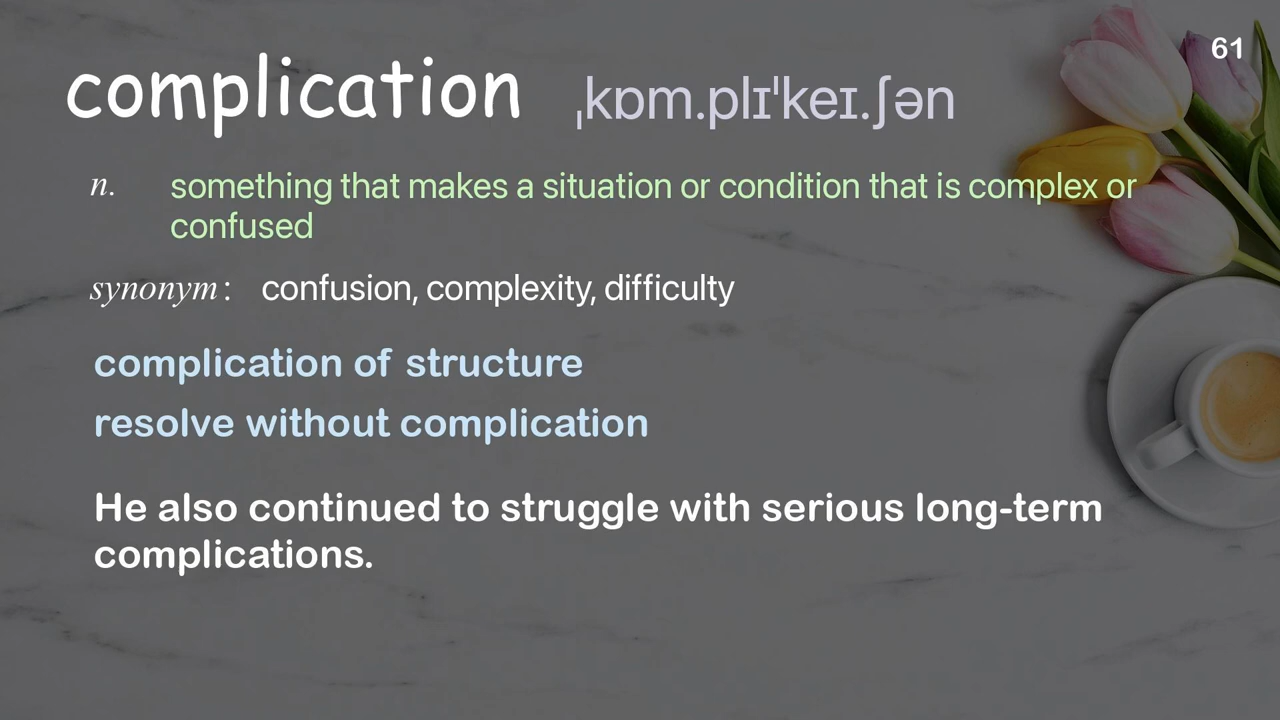 61
complication ˌkɒm.plɪˈkeɪ.ʃən
n. something that makes a situation or condition that is complex or
confused
synonym: confusion, complexity, difficulty
complication of structure
resolve without complication
He also continued to struggle with serious long-term
complications.